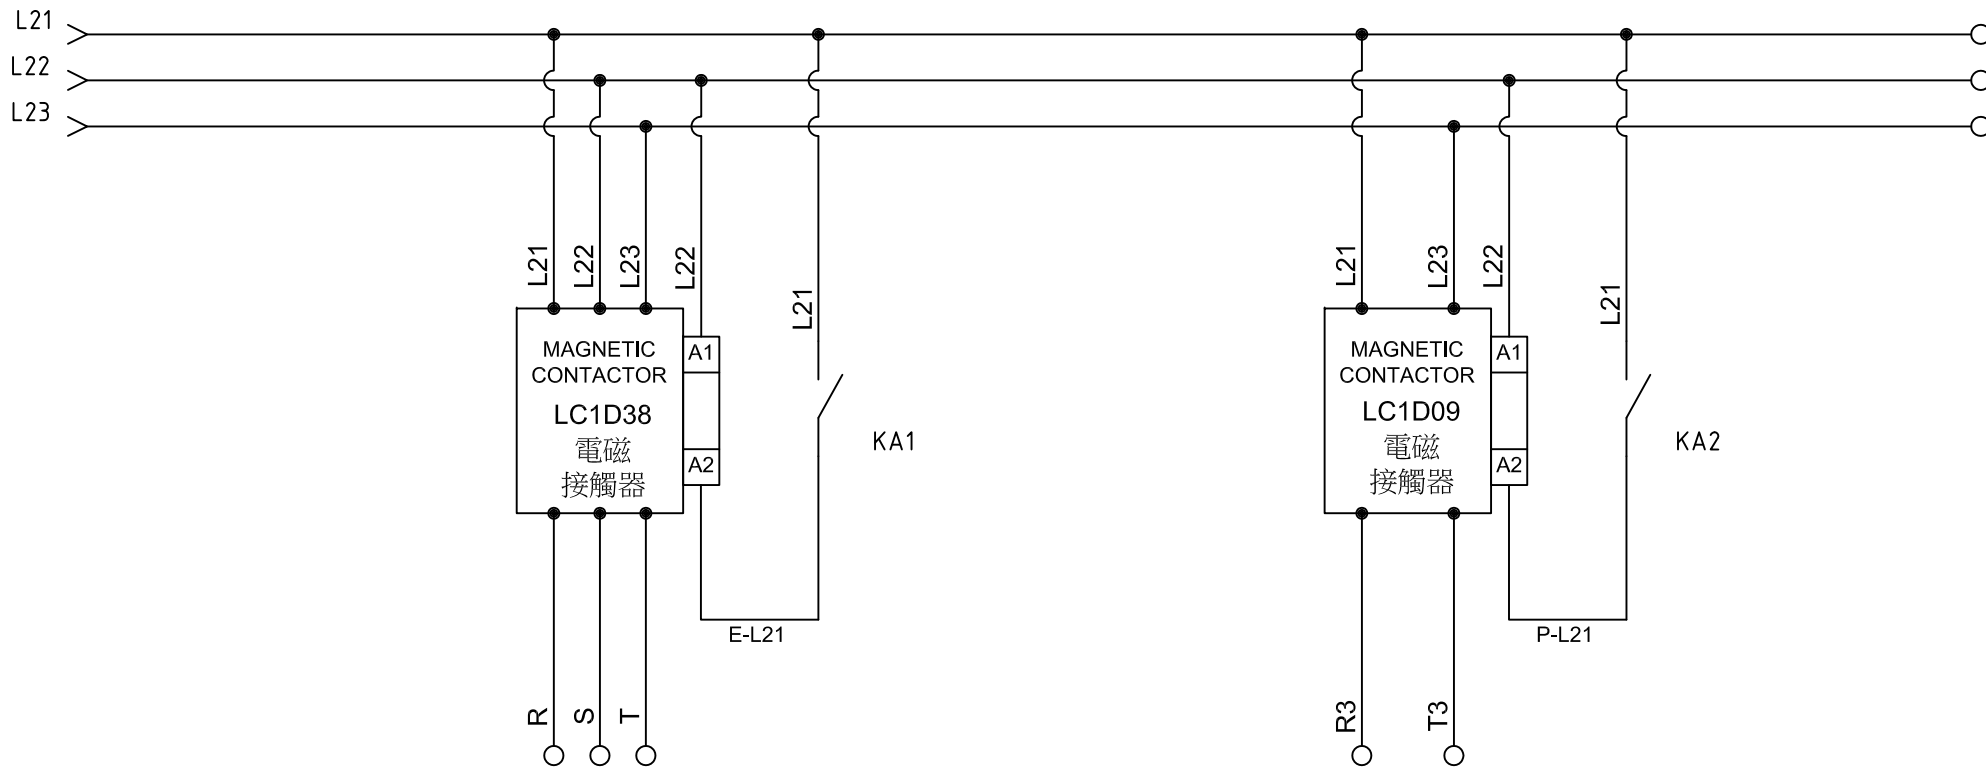 L21
L22
L23
L21
L22
L23
L22
L21
L21
L23
L22
L21
MAGNETIC
CONTACTOR
LC1D38
電磁
接觸器
A1
A2
KA1
MAGNETIC
CONTACTOR
LC1D09
電磁
接觸器
A1
A2
KA2
E-L21
P-L21
R
S
T
R3
T3